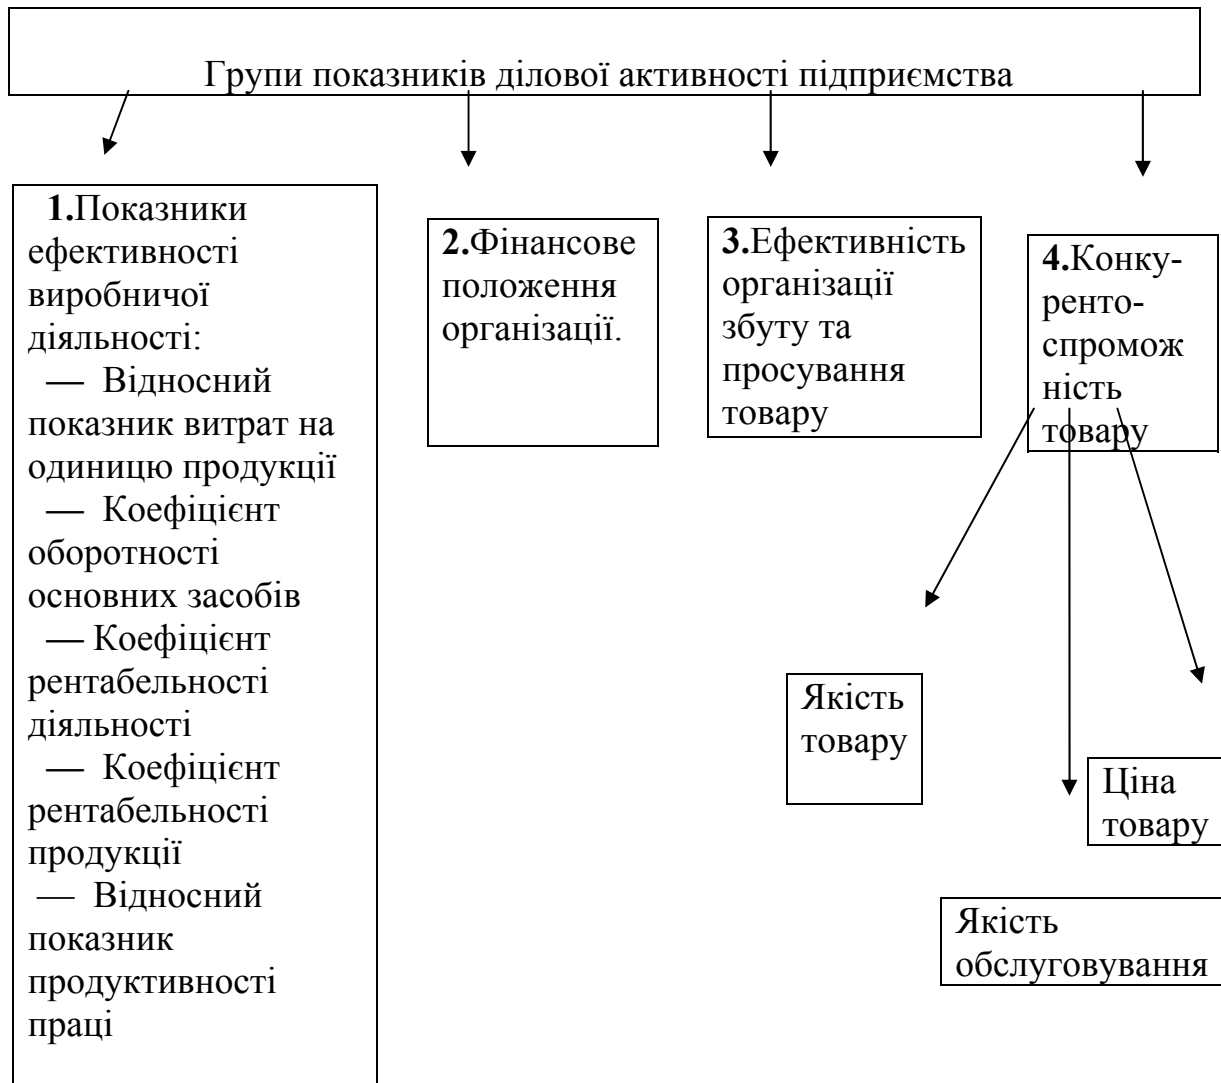 Групи показників ділової активності підприємства
1.Показники
ефективності
виробничої
діяльності:
— Відносний
показник витрат на
одиницю продукції
— Коефіцієнт
оборотності
основних засобів
— Коефіцієнт
рентабельності
діяльності
— Коефіцієнт
рентабельності
продукції
— Відносний
показник
продуктивності
праці
2.Фінансове
положення
організації.
3.Ефективність
організації
збуту та
просування
товару
4.Конку-
ренто-
спромож
ність
товару
Якість
товару
Ціна
товару
Якість
обслуговування